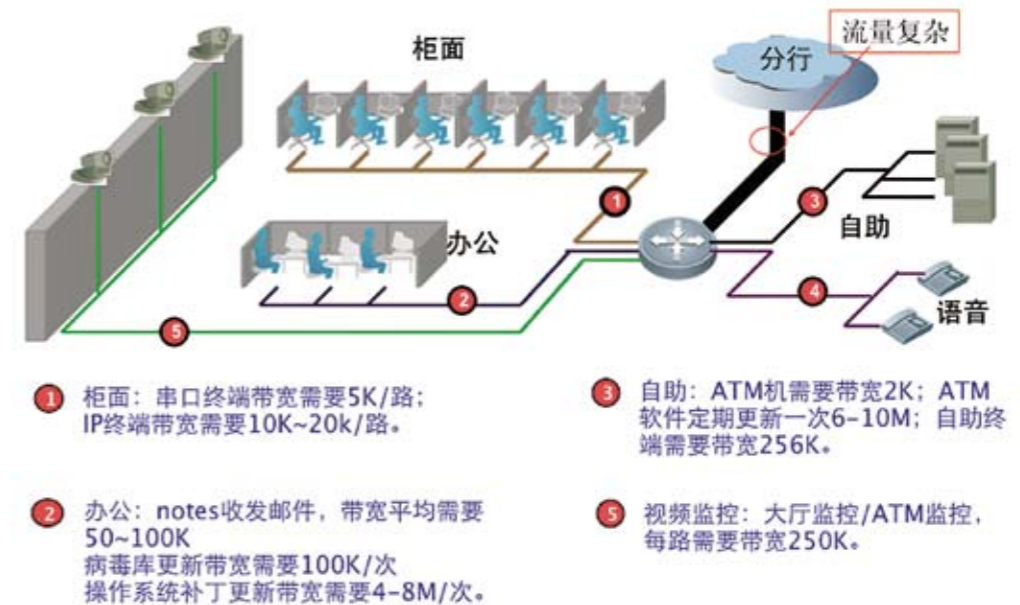 流量复杂
柜面
分行
1
3
自助
办公
2
4
语音
5
1 柜面：串口终端带宽需要5K/路；
IP终端带宽需要10K~20k/路。
3 自助：ATM机需要带宽2K；ATM
软件定期更新一次6-10M；自助终
端需要带宽256K。
2 办公：notes收发邮件，带宽平均需要
50~100K
病毒库更新带宽需要100K/次
操作系统补丁更新带宽需要4-8M/次。
5 视频监控：大厅监控/ATM监控，
每路需要带宽250K。